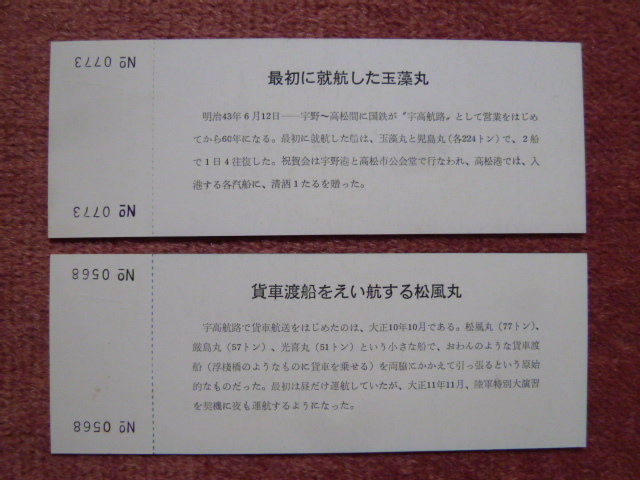 № 0773
最初に就航した玉藻丸
明治43年6月12日――宇野〜高松間に国鉄が〝宇高航路〟として営業をはじめ
てから60年になる。最初に就航した船は、玉藻丸と児島丸(各224トン)で、2船
で1日4往復した。祝賀会は宇野港と高松市公会堂で行なわれ、高松港では、入
港する各汽船に、清酒1たるを贈った。
№ 0773
№ 0568
貨車渡船をえい航する松風丸
宇高航路で貨車航送をはじめたのは、大正10年10月である。松風丸(77トン)、
厳島丸(57トン)、光喜丸(51トン)という小さな船で、おわんのような貨車渡
船(浮棧橋のようなものに貨車を乗せる)を両脇にかかえて引っ張るという原始
的なものだった。最初は昼だけ運航していたが、大正11年11月、陸軍特別大演習
を契機に夜も運航するようになった。
№ 0568